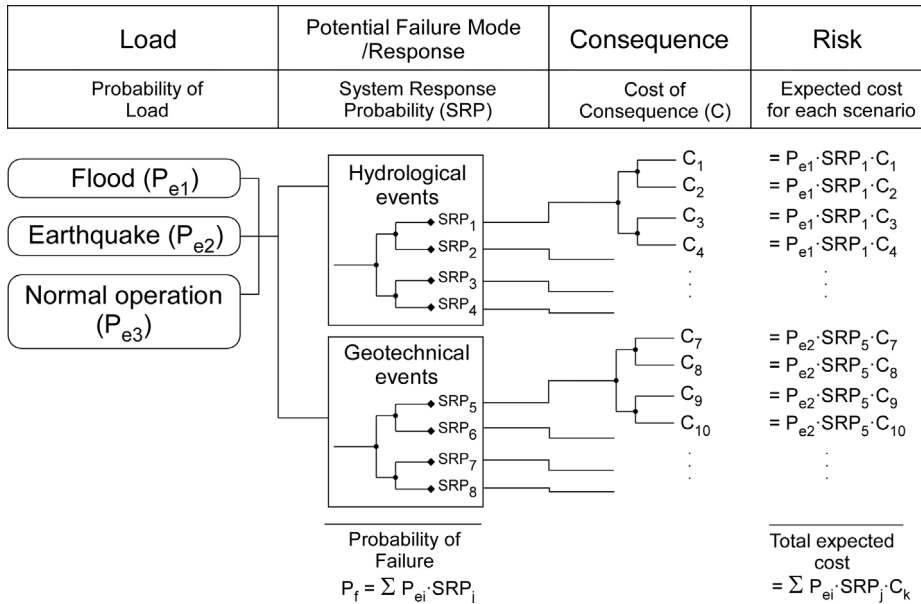 Load
Potential Failure Mode
/Response
Consequence
Risk
Probability of
Load
System Response
Probability (SRP)
Cost of
Consequence (C)
Expected cost
for each scenario
Flood (Pe1)
Earthquake (Pe2)
Normal operation
(Pe3)
Hydrological
events
SRP1
SRP2
SRP3
SRP4
C1
C2
C3
C4
= Pe1·SRP1·C1
= Pe1·SRP1·C2
= Pe1·SRP1·C3
= Pe1·SRP1·C4
Geotechnical
events
SRP5
SRP6
SRP7
SRP8
C7
C8
C9
C10
= Pe2·SRP5·C7
= Pe2·SRP5·C8
= Pe2·SRP5·C9
= Pe2·SRP5·C10
Probability of
Failure
Pf = Σ Pei·SRPj
Total expected
cost
= Σ Pei·SRPj·Ck